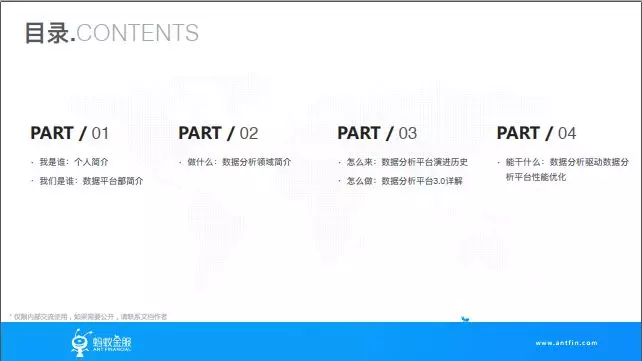 目录.CONTENTS
PART / 01
· 我是谁：个人简介
· 我们是谁：数据平台部简介
PART / 02
· 做什么：数据分析领域简介
PART / 03
· 怎么来：数据分析平台演进历史
· 怎么做：数据分析平台3.0详解
PART / 04
· 能干什么：数据分析驱动数据分
析平台性能优化
* 仅限内部交流使用，如果需要公开，请联系文档作者
蚂蚁金服
ANT FINANCIAL
www.antfin.com